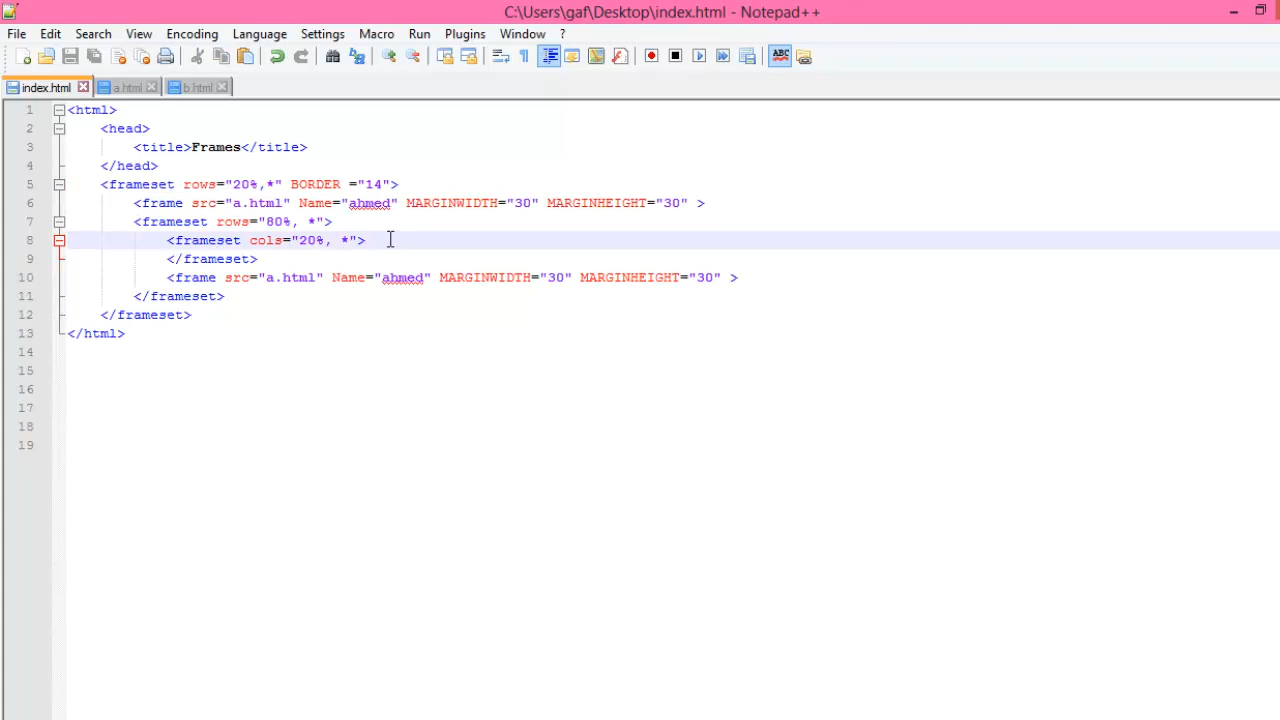 C:\Users\gaf\Desktop\index.html - Notepad++
File Edit Search View Encoding Language Settings Macro Run Plugins Window ?
ABC
index.html a.html b.html
1 <html>
2 <head>
3 <title>Frames</title>
4 </head>
5 <frameset rows="20%,*" BORDER ="14">
6 <frame src="a.html" Name="ahmed" MARGINWIDTH="30" MARGINHEIGHT="30" >
7 <frameset rows="80%, *">
8 <frameset cols="20%, *">
9 </frameset>
10 <frame src="a.html" Name="ahmed" MARGINWIDTH="30" MARGINHEIGHT="30" >
11 </frameset>
12 </frameset>
13 </html>
14
15
16
17
18
19